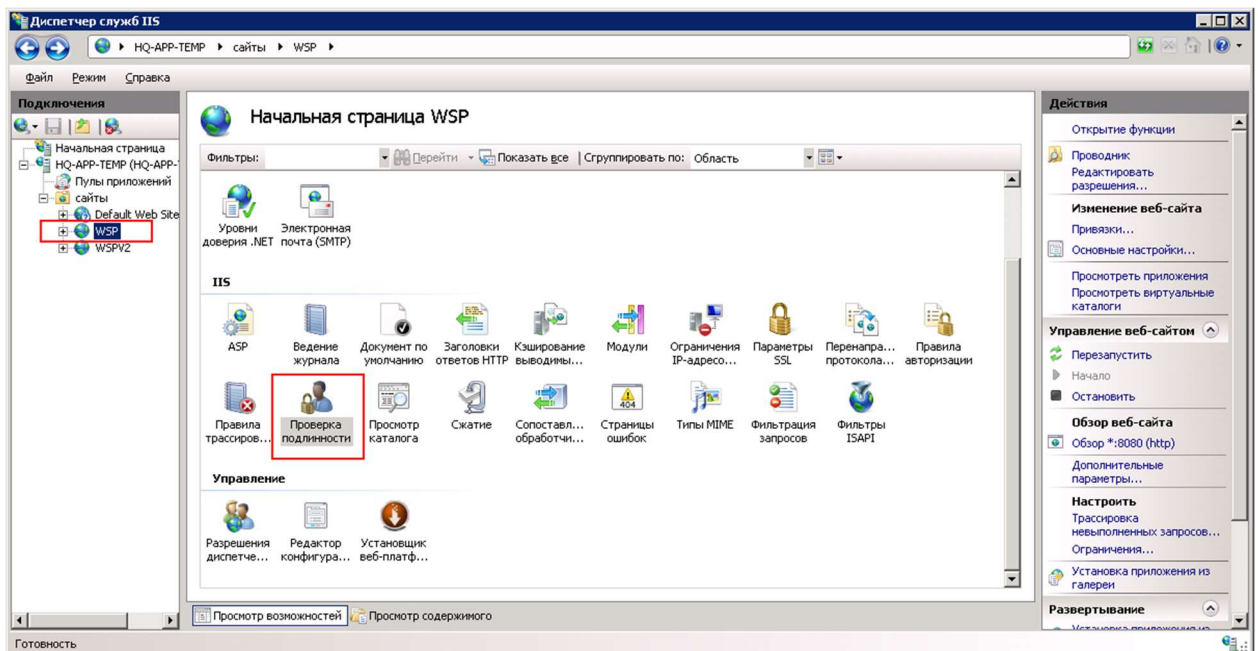 Диспетчер служб IIS
HQ-APP-TEMP сайты WSP
Файл Режим Справка
Подключения
Начальная страница
HQ-APP-TEMP (HQ-APP-
Пулы приложений
сайты
Default Web Site
WSP
WSPV2
Начальная страница WSP
Фильтры: Перейти Показать все Сгруппировать по: Область
Уровни
доверия .NET
Электронная
почта (SMTP)
IIS
ASP
Ведение
журнала
Документ по
умолчанию
Заголовки
ответов HTTP
Кэширование
выводимы...
Модули
Ограничения
IP-адресо...
Параметры
SSL
Перенапра...
протокола...
Правила
авторизации
Правила
трассиров...
Проверка
подлинности
Просмотр
каталога
Сжатие
Сопоставл...
обработчи...
Страницы
ошибок
404
Типы MIME
Фильтрация
запросов
Фильтры
ISAPI
Управление
Разрешения
диспетче...
Редактор
конфигура...
Установщик
веб-платф...
Просмотр возможностей Просмотр содержимого
Действия
Открытие функции
Проводник
Редактировать
разрешения...
Изменение веб-сайта
Привязки...
Основные настройки...
Просмотреть приложения
Просмотреть виртуальные
каталоги
Управление веб-сайтом
Перезапустить
Начало
Остановить
Обзор веб-сайта
Обзор *:8080 (http)
Дополнительные
параметры...
Настроить
Трассировка
невыполненных запросов...
Ограничения...
Установка приложения из
галереи
Развертывание
Готовность